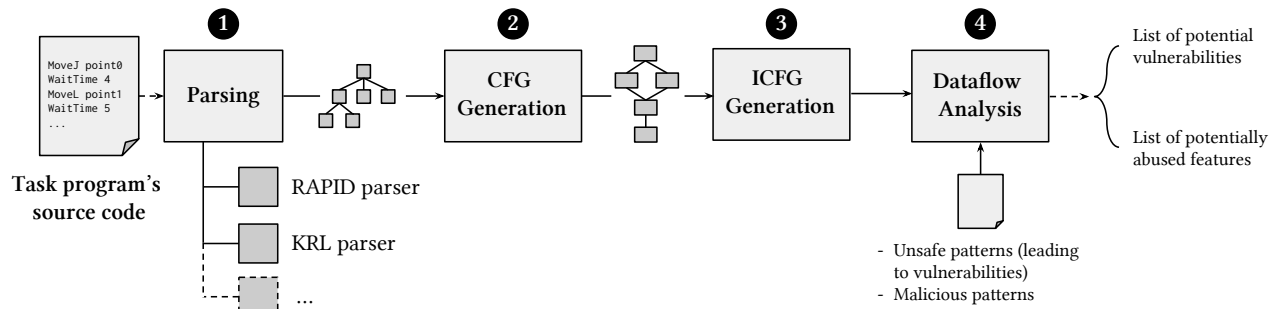 1
2
3
4
MoveJ point0
WaitTime 4
MoveL point1
WaitTime 5
...
Task program's
source code
Parsing
CFG
Generation
ICFG
Generation
Dataflow
Analysis
List of potential
vulnerabilities
List of potentially
abused features
RAPID parser
KRL parser
...
- Unsafe patterns (leading
to vulnerabilities)
- Malicious patterns